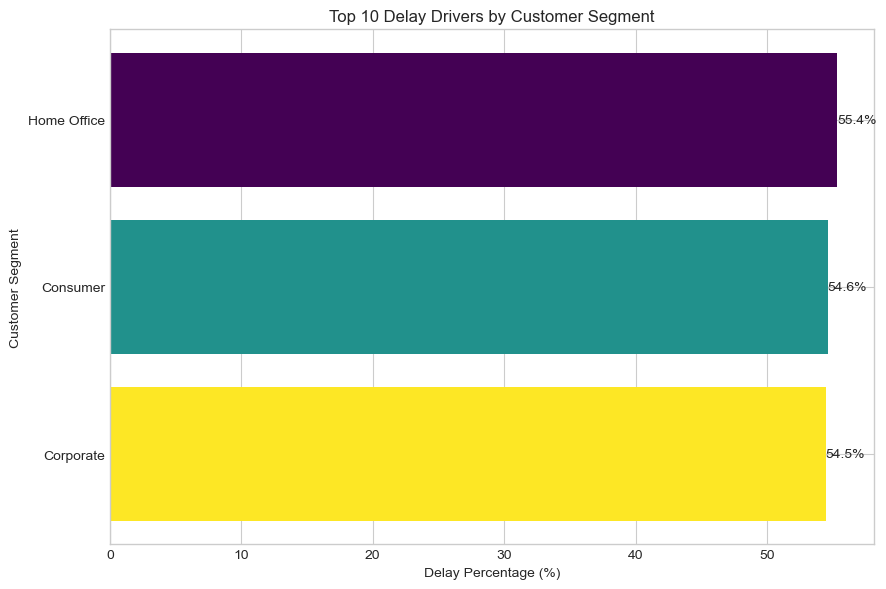 Top 10 Delay Drivers by Customer Segment
Customer Segment
Home Office
55.4%
Consumer
54.6%
Corporate
54.5%
0 10 20 30 40 50
Delay Percentage (%)